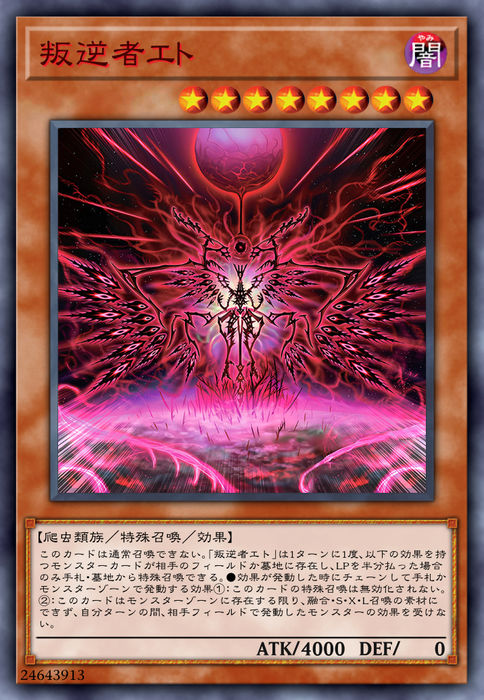 叛逆者エト
やみ
闇
【爬虫類族／特殊召喚／効果】
このカードは通常召喚できない。「叛逆者エト」は1ターンに1度、以下の効果を持
つモンスターカードが相手のフィールドか墓地に存在し、LPを半分払った場合
のみ手札・墓地から特殊召喚できる。●効果が発動した時にチェーンして手札か
モンスターゾーンで発動する効果①：このカードの特殊召喚は無効化されない。
②：このカードはモンスターゾーンに存在する限り、融合・S・X・L召喚の素材に
できず、自分ターンの間、相手フィールドで発動したモンスターの効果を受けな
い。
ATK/4000 DEF/ 0
24643913